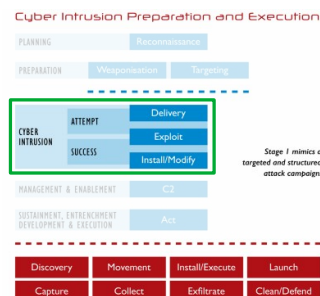 Cyber Intrusion Preparation and Execution
PLANNING
Reconnaissance
PREPARATION
Weaponisation
Targeting
CYBER
INTRUSION
ATTEMPT
SUCCESS
Delivery
Exploit
Install/Modify
Stage 1 mimics a
targeted and structured
attack campaign
MANAGEMENT & ENABLEMENT
C2
SUSTAINMENT, ENTRENCHMENT
DEVELOPMENT & EXECUTION
Act
Discovery
Movement
Install/Execute
Launch
Capture
Collect
Exfiltrate
Clean/Defend